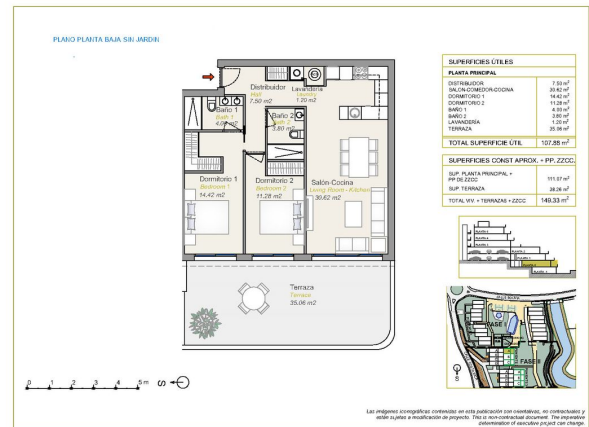 PLANO PLANTA BAJA SIN JARDIN
Distribuidor
Hall
7.50 m2
Lavandería
Laundry
1.20 m2
Baño 1
Bath 1
Baño 2
Bath 2
3.80 m2
Dormitorio 1
Bedroom 1
14.42 m2
Dormitorio 2
Bedroom 2
11.28 m2
Salón-Cocina
Living Room - Kitchen
30.62 m2
Terraza
Terrace
35.06 m2
0 1 2 3 4 5 m
S
SUPERFICIES ÚTILES
PLANTA PRINCIPAL
DISTRIBUIDOR 7.50 m²
SALON-COMEDOR-COCINA 30.62 m²
DORMITORIO 1 14.42 m²
DORMITORIO 2 11.28 m²
BAÑO 1 4.00 m²
BAÑO 2 3.80 m²
LAVANDERÍA 1.20 m²
TERRAZA 35.06 m²
TOTAL SUPERFICIE ÚTIL 107.88 m²
SUPERFICIES CONST APROX. + PP. ZZCC.
SUP. PLANTA PRINCIPAL + 111.07 m²
PP DE ZZCC
SUP. TERRAZA 38.26 m²
TOTAL VIV. + TERRAZAS + ZZCC 149.33 m²
FASE I
FASE II
S
Las imágenes iconográficas contenidas en esta publicación son orientativas, no contractuales y
están sujetas a modificación de proyecto. This is non-contractual document. The imperative
determination of executive project can change.